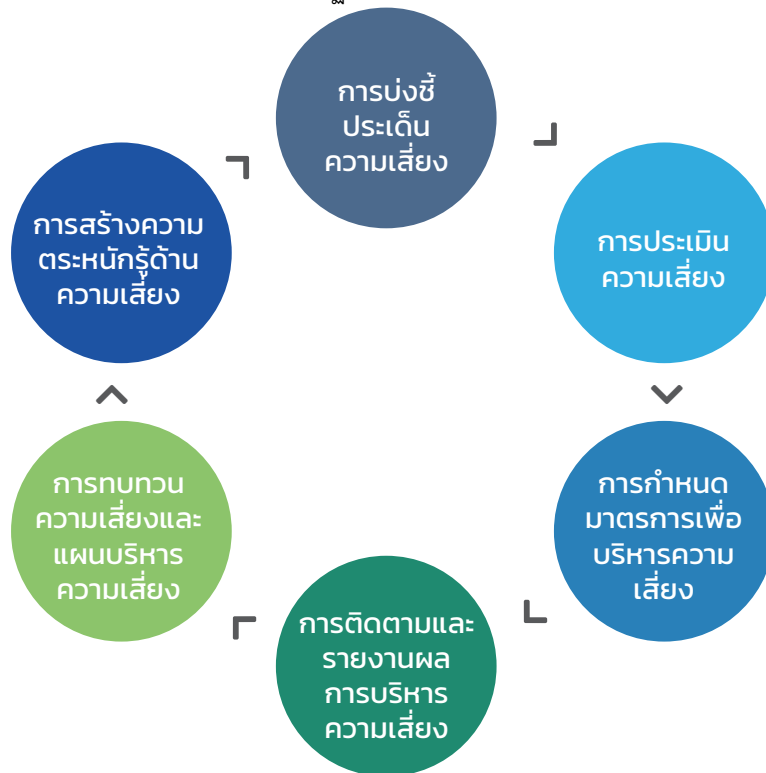 การบ่งชี้
ประเด็น
ความเสี่ยง
การประเมิน
ความเสี่ยง
การกำหนด
มาตรการเพื่อ
บริหารความ
เสี่ยง
การติดตามและ
รายงานผล
การบริหาร
ความเสี่ยง
การทบทวน
ความเสี่ยงและ
แผนบริหาร
ความเสี่ยง
การสร้างความ
ตระหนักรู้ด้าน
ความเสี่ยง